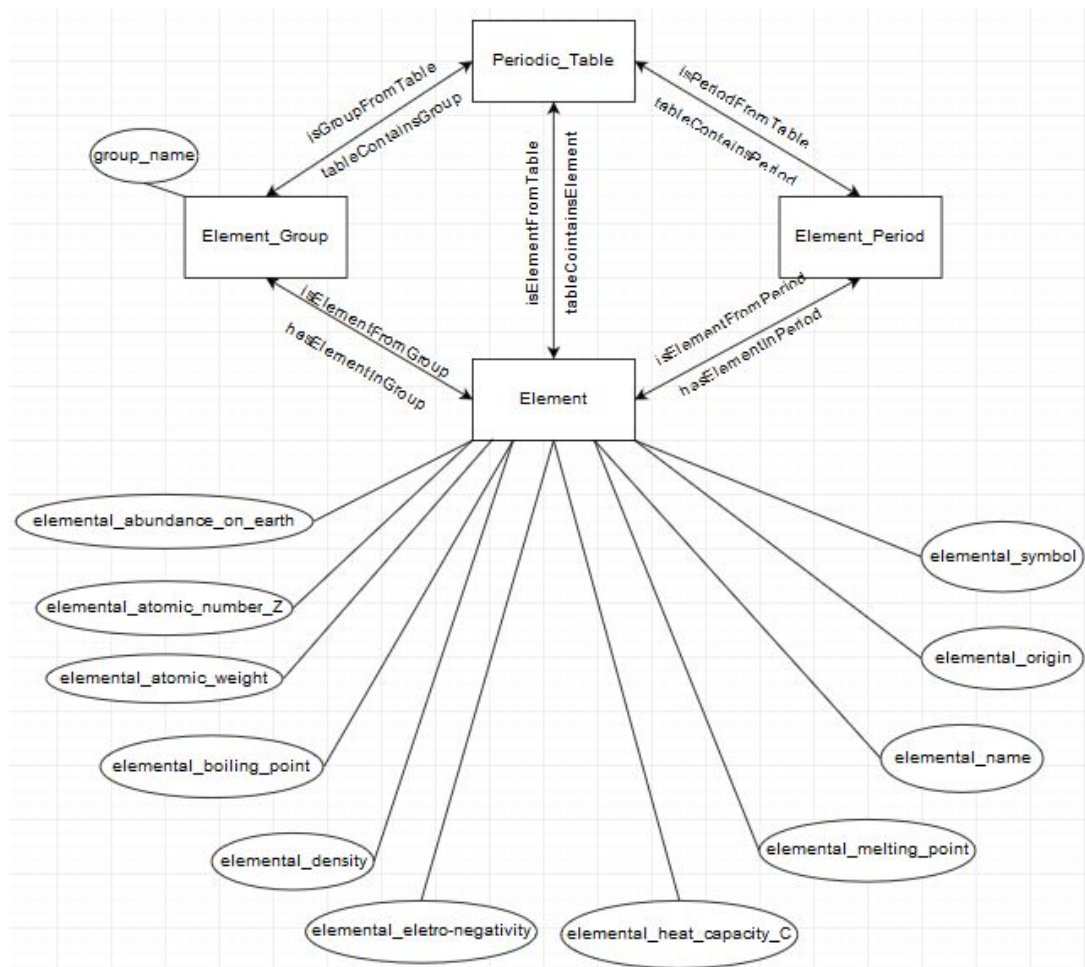 Periodic_Table
isGroupFromTable
tableContainsGroup
isPeriodFromTable
tableContainsPeriod
group_name
Element_Group
isElementFromTable
tableCointainsElement
Element_Period
isElementFromGroup
hasElementInGroup
isElementFromPeriod
hasElementInPeriod
Element
elemental_abundance_on_earth
elemental_symbol
elemental_atomic_number_Z
elemental_origin
elemental_atomic_weight
elemental_name
elemental_boiling_point
elemental_melting_point
elemental_density
elemental_eletro-negativity
elemental_heat_capacity_C